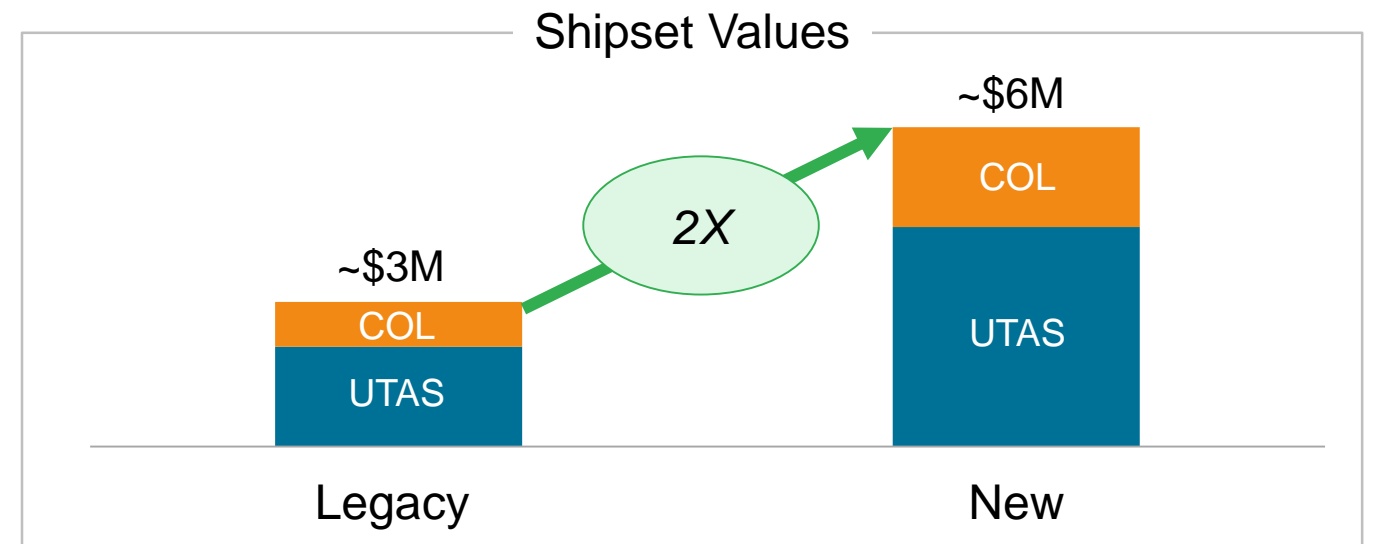 Shipset Values
~$6M
COL
2X
~$3M
COL
UTAS
UTAS
Legacy
New